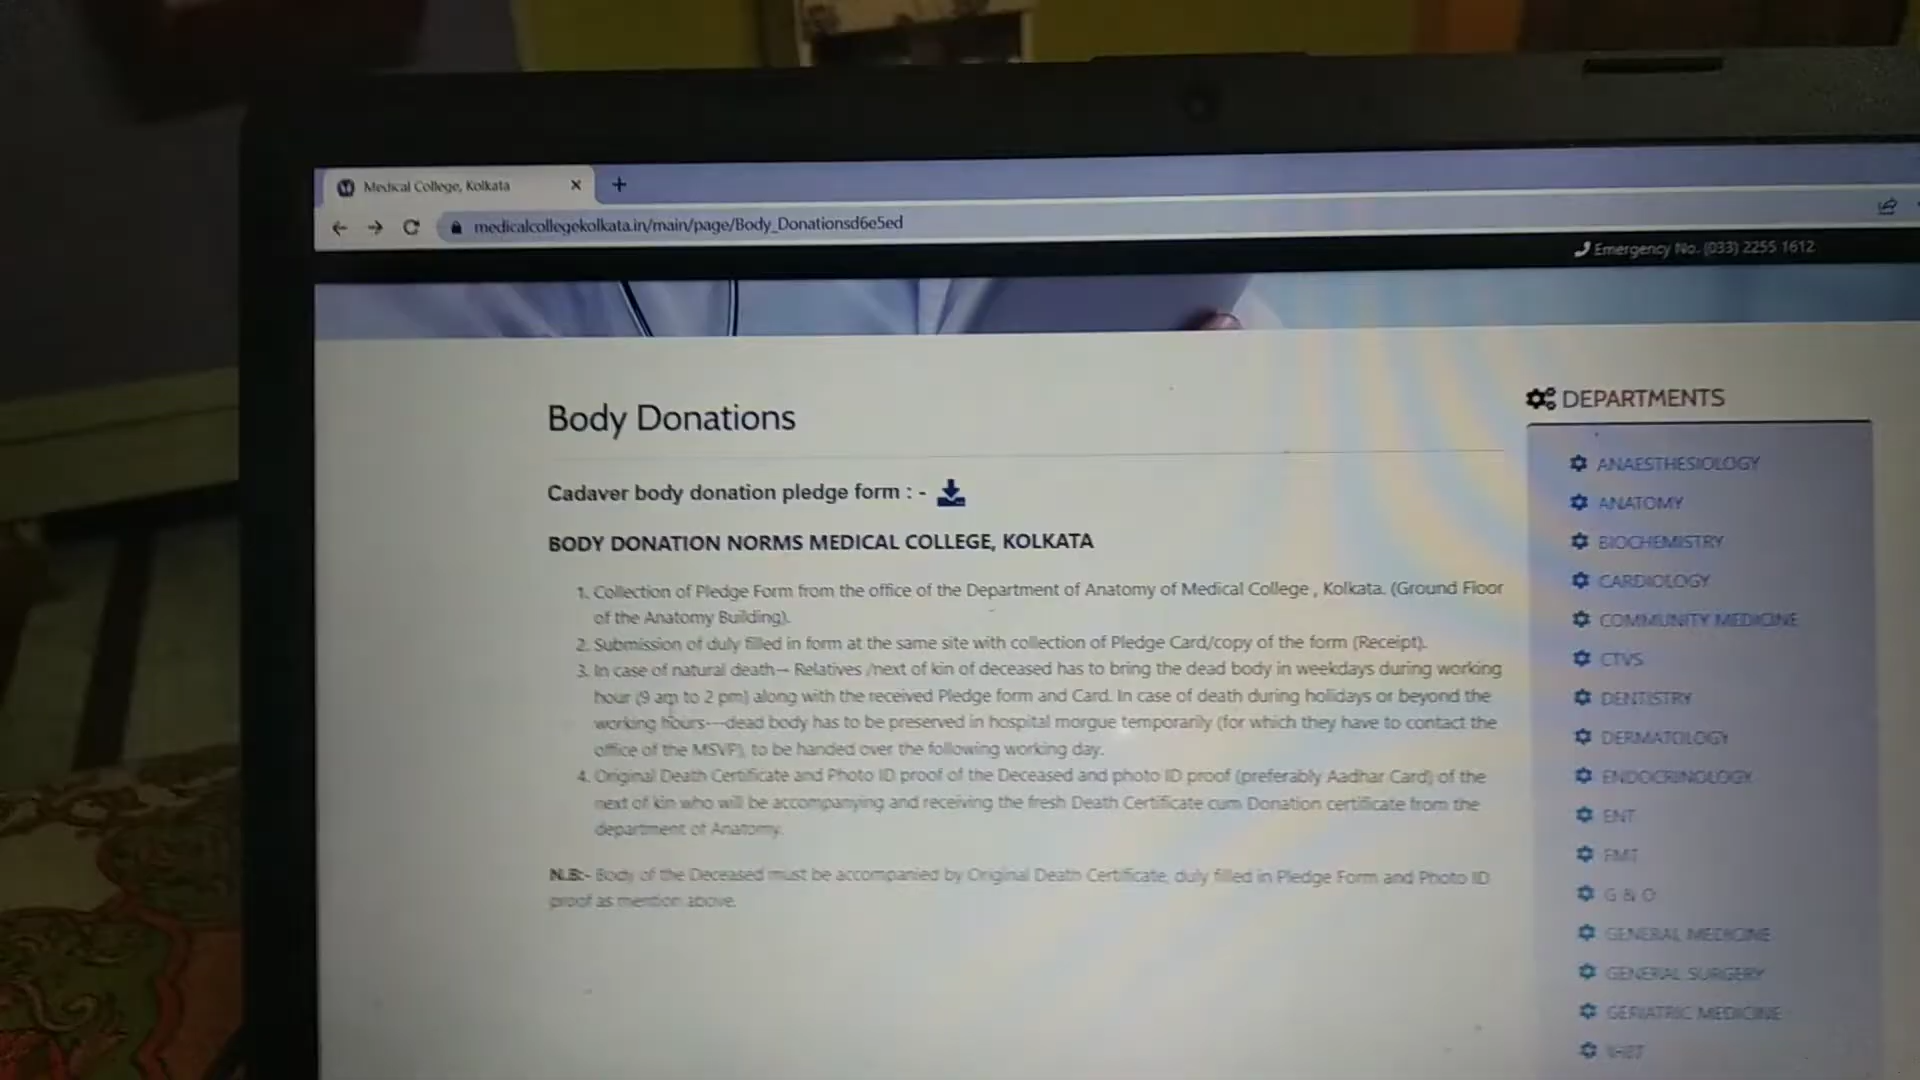 Medical College, Kolkata
medicalcollegekolkata.in/main/page/Body_Donationsd6e5ed
Emergency No. (033) 2255 1612
Body Donations
Cadaver body donation pledge form : -
BODY DONATION NORMS MEDICAL COLLEGE, KOLKATA
1. Collection of Pledge Form from the office of the Department of Anatomy of Medical College , Kolkata. (Ground Floor
of the Anatomy Building).
2. Submission of duly filled in form at the same site with collection of Pledge Card/copy of the form (Receipt).
3. In case of natural death— Relatives /next of kin of deceased has to bring the dead body in weekdays during working
hour (9 am to 2 pm) along with the received Pledge form and Card. In case of death during holidays or beyond the
working hours---dead body has to be preserved in hospital morgue temporarily (for which they have to contact the
office of the MSVP), to be handed over the following working day.
4. Original Death Certificate and Photo ID proof of the Deceased and photo ID proof (preferably Aadhar Card) of the
next of kin who will be accompanying and receiving the fresh Death Certificate cum Donation certificate from the
department of Anatomy.
N.B:- Body of the Deceased must be accompanied by Original Death Certificate, duly filled in Pledge Form and Photo ID
proof as mention above.
DEPARTMENTS
ANAESTHESIOLOGY
ANATOMY
BIOCHEMISTRY
CARDIOLOGY
COMMUNITY MEDICINE
CTVS
DENTISTRY
DERMATOLOGY
ENDOCRINOLOGY
ENT
FMT
G & O
GENERAL MEDICINE
GENERAL SURGERY
GERIATRIC MEDICINE